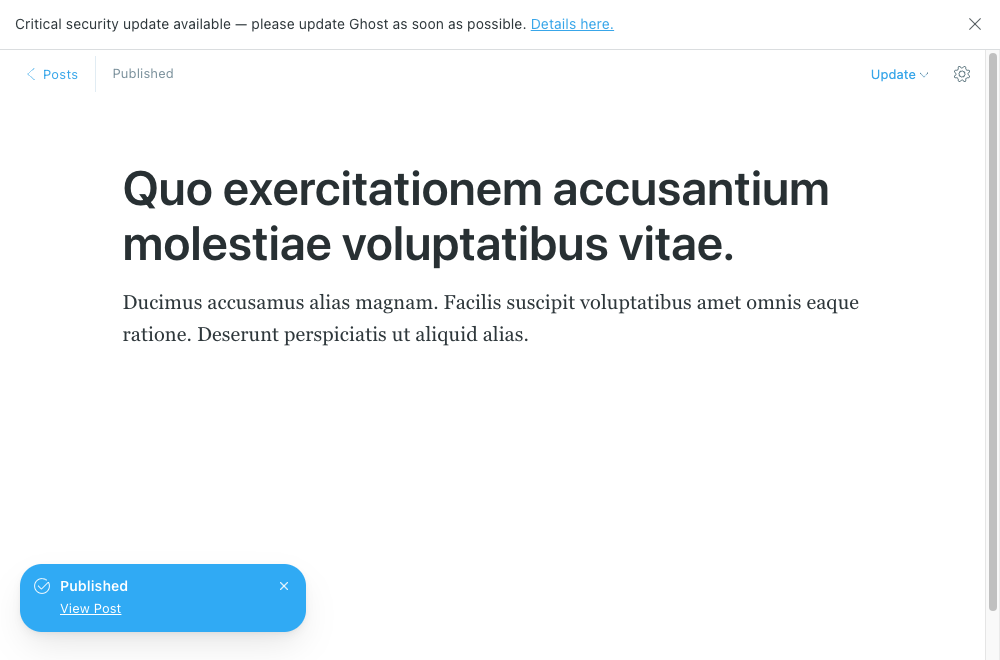 Critical security update available — please update Ghost as soon as possible. Details here.
Posts
Published
Update
Quo exercitationem accusantium
molestiae voluptatibus vitae.
Ducimus accusamus alias magnam. Facilis suscipit voluptatibus amet omnis eaque
ratione. Deserunt perspiciatis ut aliquid alias.
Published
View Post